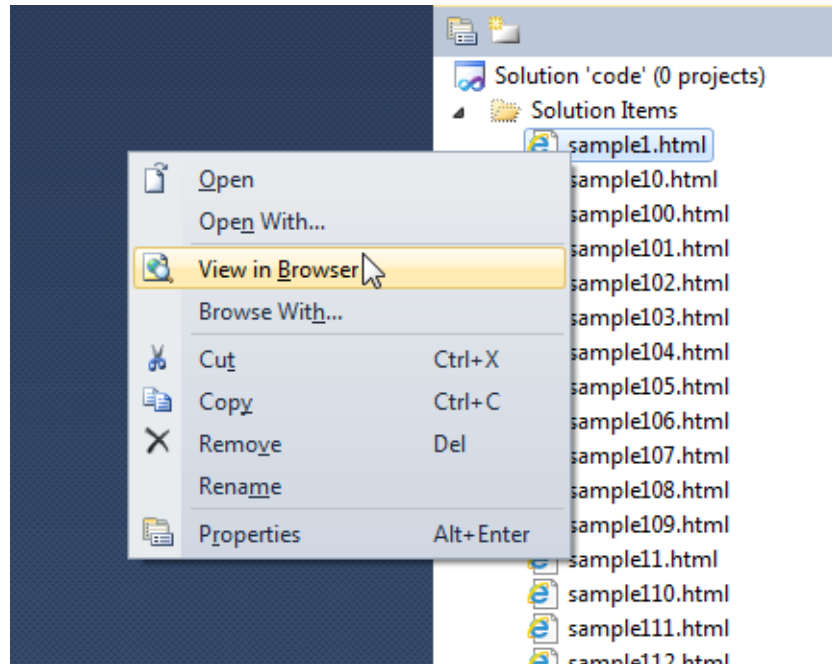 Solution 'code' (0 projects)
Solution Items
sample1.html
sample10.html
sample100.html
sample101.html
sample102.html
sample103.html
sample104.html
sample105.html
sample106.html
sample107.html
sample108.html
sample109.html
sample11.html
sample110.html
sample111.html
sample112.html
Open
Open With...
View in Browser
Browse With...
Cut Ctrl+X
Copy Ctrl+C
Remove Del
Rename
Properties Alt+Enter